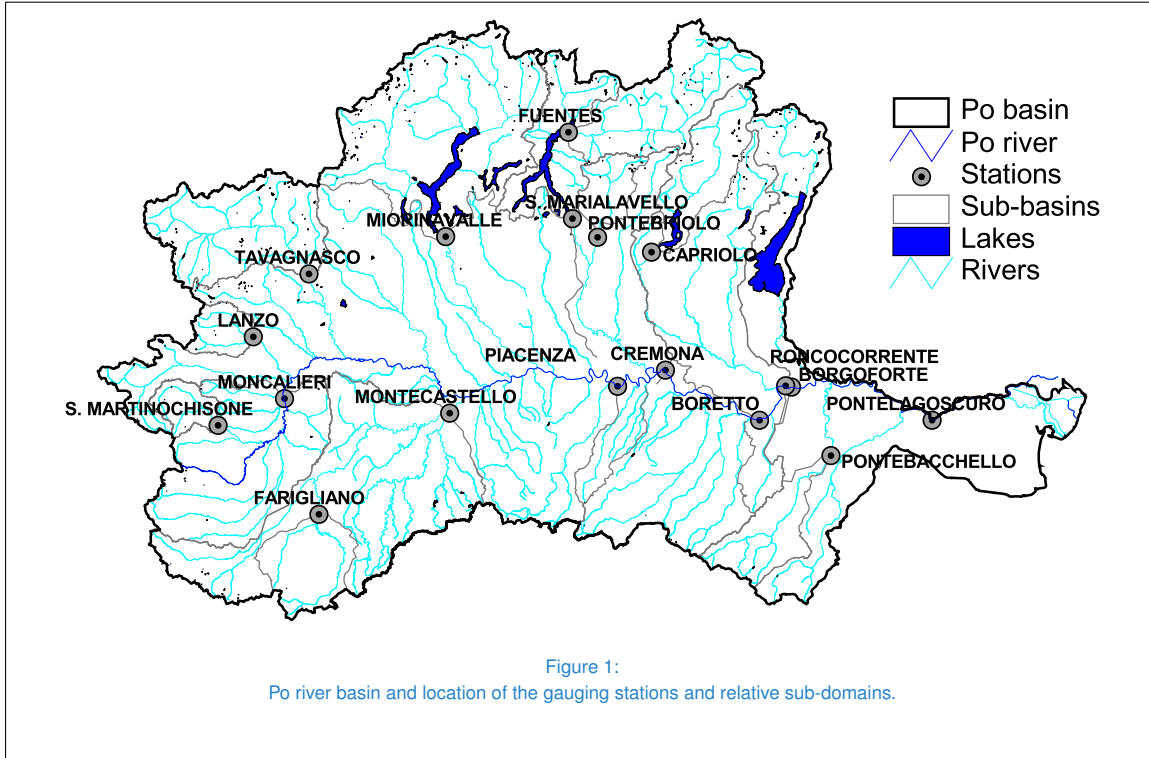 FUENTES
Po basin
Po river
Stations
Sub-basins
Lakes
Rivers
S. MARIALAVELLO
MIORINAVALLE
PONTEBRIOLO
CAPRIOLO
TAVAGNASCO
LANZO
PIACENZA
CREMONA
RONCOCORRENTE
BORGOFORTE
MONCALIERI
MONTECASTELLO
BORETTO
PONTELAGOSCURO
S. MARTINOCHISONE
PONTEBACCHELLO
FARIGLIANO
Figure 1:
Po river basin and location of the gauging stations and relative sub-domains.